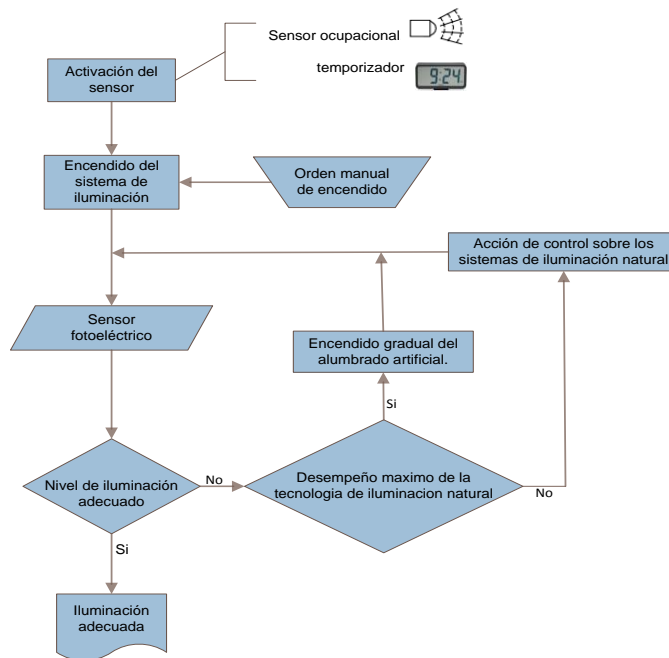 Sensor ocupacional
temporizador
9:24
Activación del
sensor
Encendido del
sistema de
iluminación
Orden manual
de encendido
Acción de control sobre los
sistemas de iluminación natural
Sensor
fotoeléctrico
Encendido gradual del
alumbrado artificial.
Si
Nivel de iluminación
adecuado
No
Desempeño maximo de la
tecnologia de iluminacion natural
No
Si
Iluminación
adecuada